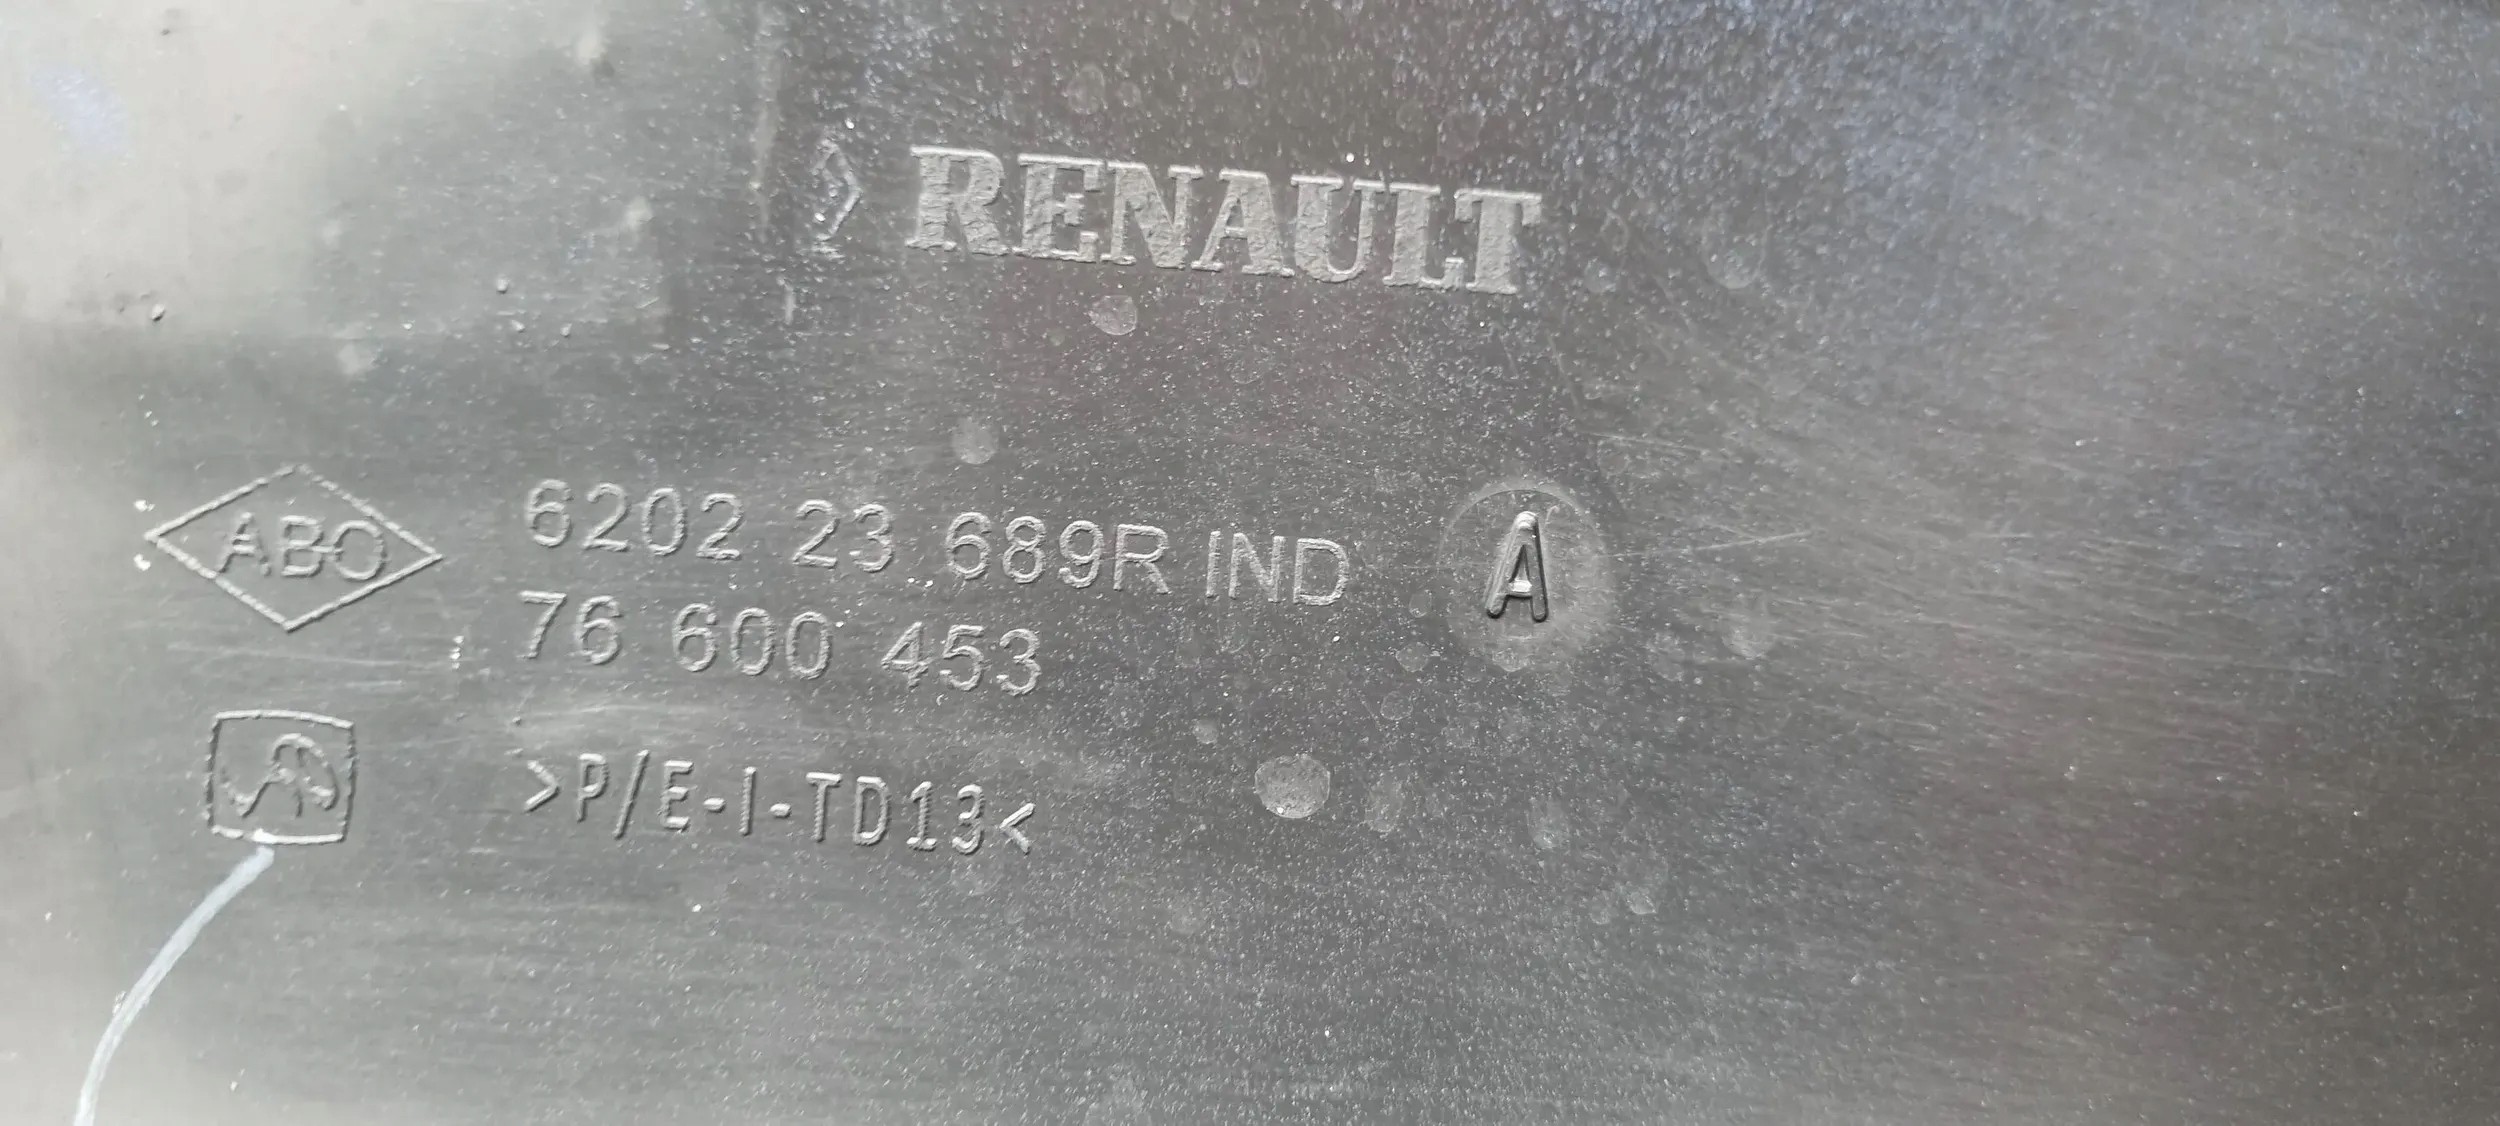 RENAULT
ABO
6202 23 689R IND A
76 600 453
>P/E-I-TD13<